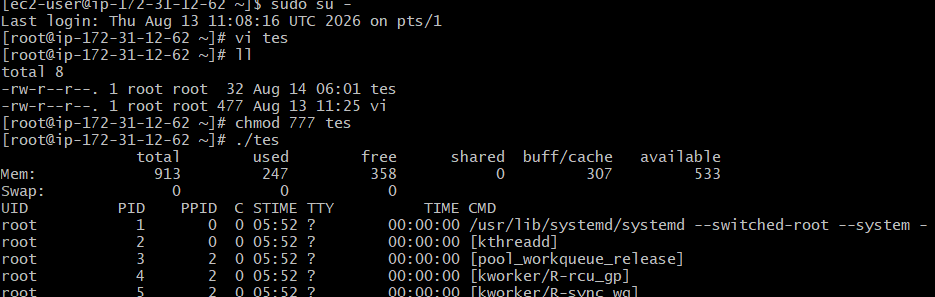 [ec2-user@ip-172-31-12-62 ~]$ sudo su -
Last login: Thu Aug 13 11:08:16 UTC 2026 on pts/1
[root@ip-172-31-12-62 ~]# vi tes
[root@ip-172-31-12-62 ~]# ll
total 8
-rw-r--r--. 1 root root  32 Aug 14 06:01 tes
-rw-r--r--. 1 root root 477 Aug 13 11:25 vi
[root@ip-172-31-12-62 ~]# chmod 777 tes
[root@ip-172-31-12-62 ~]# ./tes
               total        used        free      shared  buff/cache   available
Mem:             913         247         358           0         307         533
Swap:              0           0           0
UID          PID    PPID  C STIME TTY          TIME CMD
root           1       0  0 05:52 ?        00:00:00 /usr/lib/systemd/systemd --switched-root --system -
root           2       0  0 05:52 ?        00:00:00 [kthreadd]
root           3       2  0 05:52 ?        00:00:00 [pool_workqueue_release]
root           4       2  0 05:52 ?        00:00:00 [kworker/R-rcu_gp]
root           5       2  0 05:52 ?        00:00:00 [kworker/R-sync_wq]